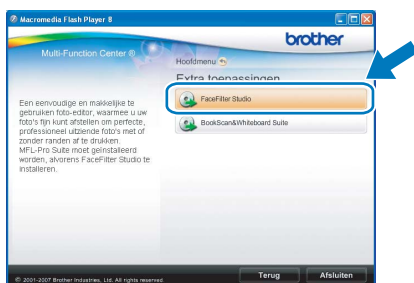 Macromedia Flash Player 8
brother
Multi-Function Center ®
Hoofdmenu
Extra toepassingen
FaceFilter Studio
BookScan&Whiteboard Suite
Een eenvoudige en makkelijke te
gebruiken foto-editor, waarmee u uw
foto's fijn kunt afstellen om perfecte,
professioneel uitziende foto's met of
zonder randen af te drukken.
MFL-Pro Suite moet geïnstalleerd
worden, alvorens FaceFilter Studio te
installeren.
© 2001-2007 Brother Industries, Ltd. All rights reserved.
Terug
Afsluiten